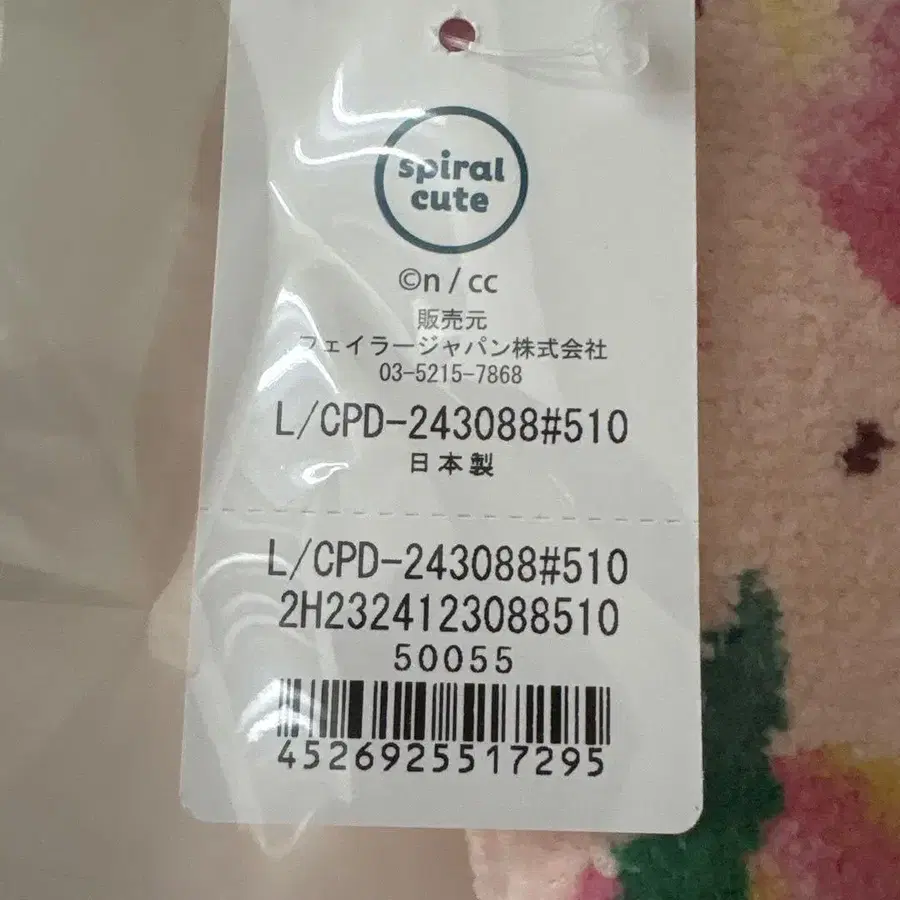 spiral
cute
©n / cc
販売元
フェイラージャパン株式会社
03-5215-7868
L/CPD-243088#510
日本製
L/CPD-243088#510
2H2324123088510
50055
4526925517295